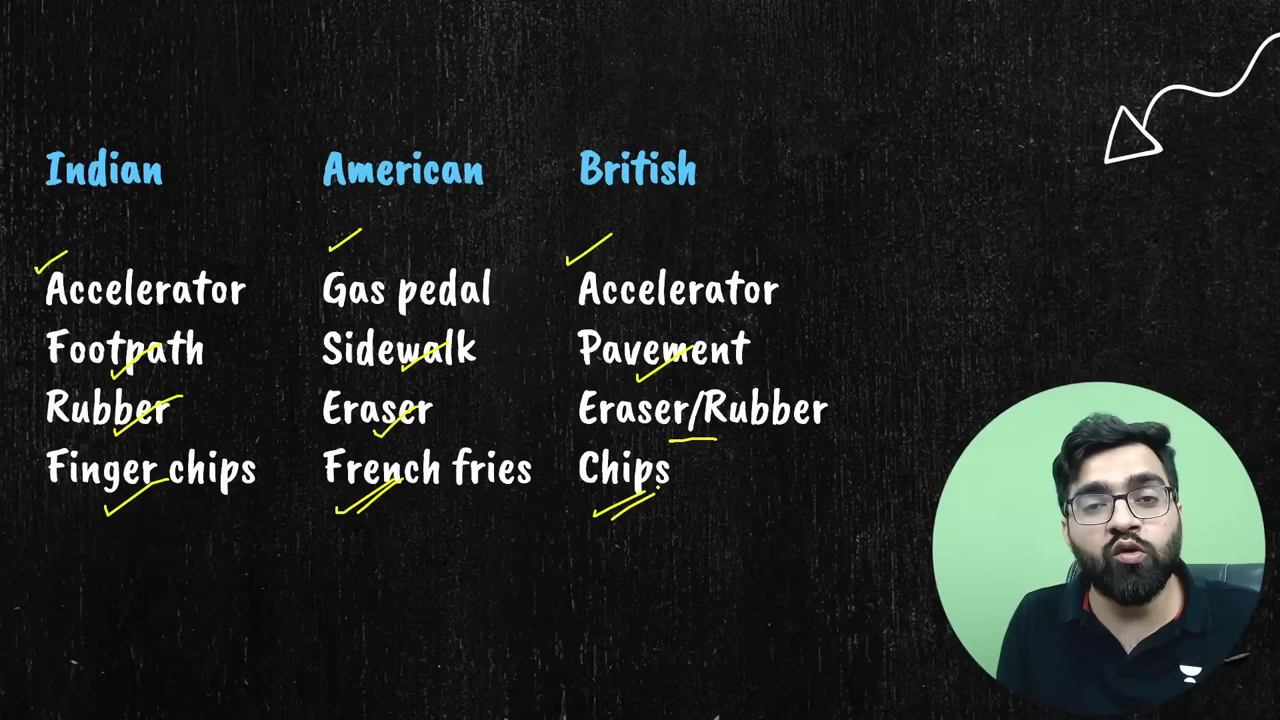 Indian American British
Accelerator Gas pedal Accelerator
Footpath Sidewalk Pavement
Rubber Eraser Eraser/Rubber
Finger chips French fries Chips